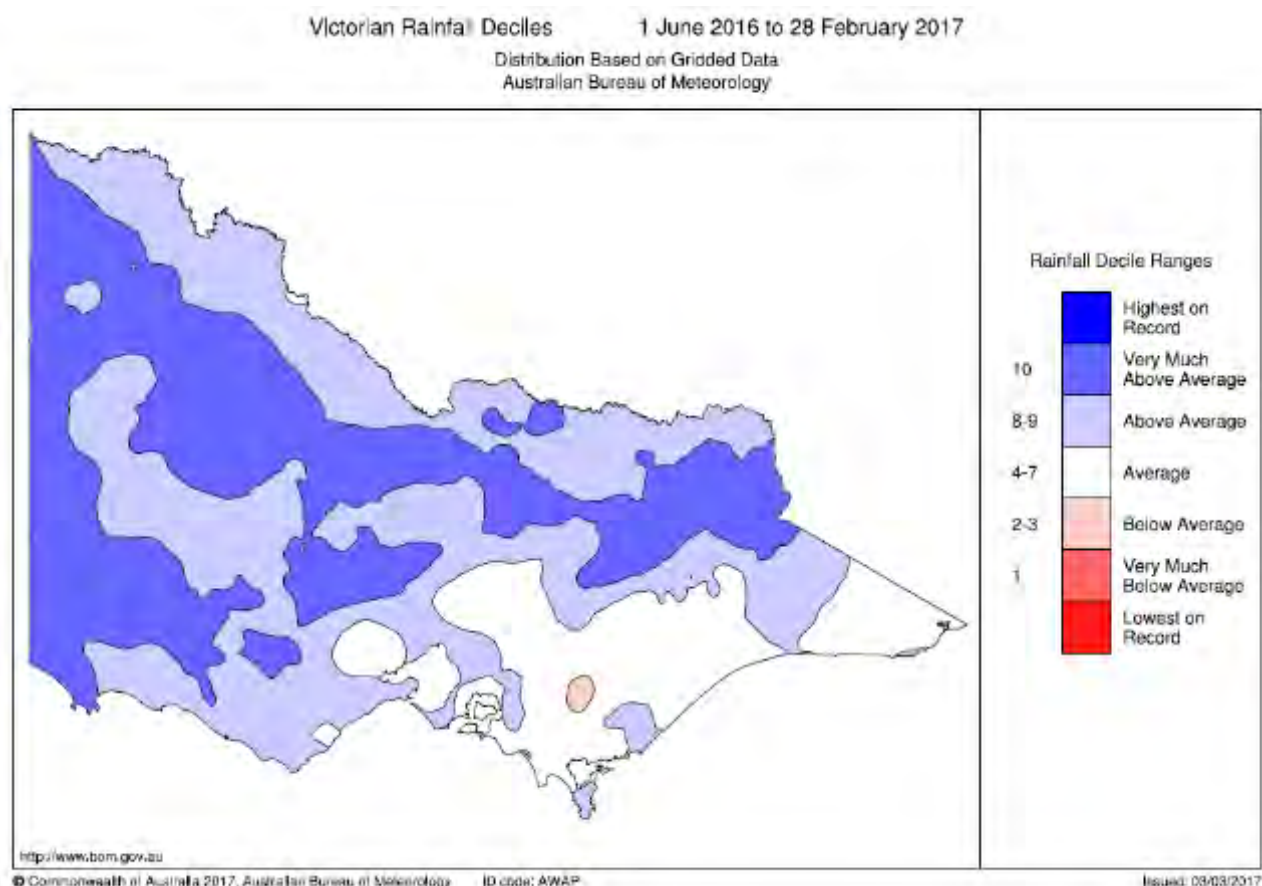 Victorian Rainfall Deciles 1 June 2016 to 28 February 2017
Distribution Based on Gridded Data
Australian Bureau of Meteorology
Rainfall Decile Ranges
Highest on
Record
10 Very Much
Above Average
8-9 Above Average
4-7 Average
2-3 Below Average
1 Very Much
Below Average
Lowest on
Record
http://www.bom.gov.au
© Commonwealth of Australia 2017, Australian Bureau of Meteorology ID code: AWAP Issued: 03/03/2017